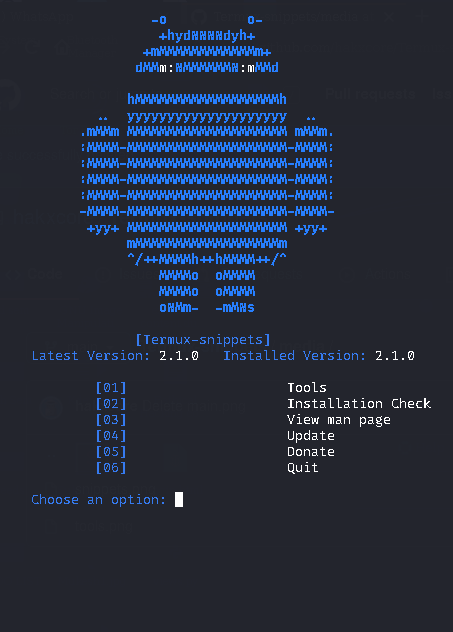 -o          o-
+hydNNNNdyh+
+mMMMMMMMMMMMMm+
dMMm:NMMMMMMN:mMMd
hMMMMMMMMMMMMMMMMMMh
..  yyyyyyyyyyyyyyyyyyyy  ..
.mMMm MMMMMMMMMMMMMMMMMMMM mMMm.
:MMMM-MMMMMMMMMMMMMMMMMMMM-MMMM:
:MMMM-MMMMMMMMMMMMMMMMMMMM-MMMM:
:MMMM-MMMMMMMMMMMMMMMMMMMM-MMMM:
:MMMM-MMMMMMMMMMMMMMMMMMMM-MMMM:
-MMMM-MMMMMMMMMMMMMMMMMMMM-MMMM-
+yy+ MMMMMMMMMMMMMMMMMMMM +yy+
mMMMMMMMMMMMMMMMMMMm
^/++MMMMh++hMMMM++/^
MMMMo  oMMMM
MMMMo  oMMMM
oNMm-  -mMNs
[Termux-snippets]
Latest Version: 2.1.0   Installed Version: 2.1.0
[01] Tools
[02] Installation Check
[03] View man page
[04] Update
[05] Donate
[06] Quit
Choose an option: